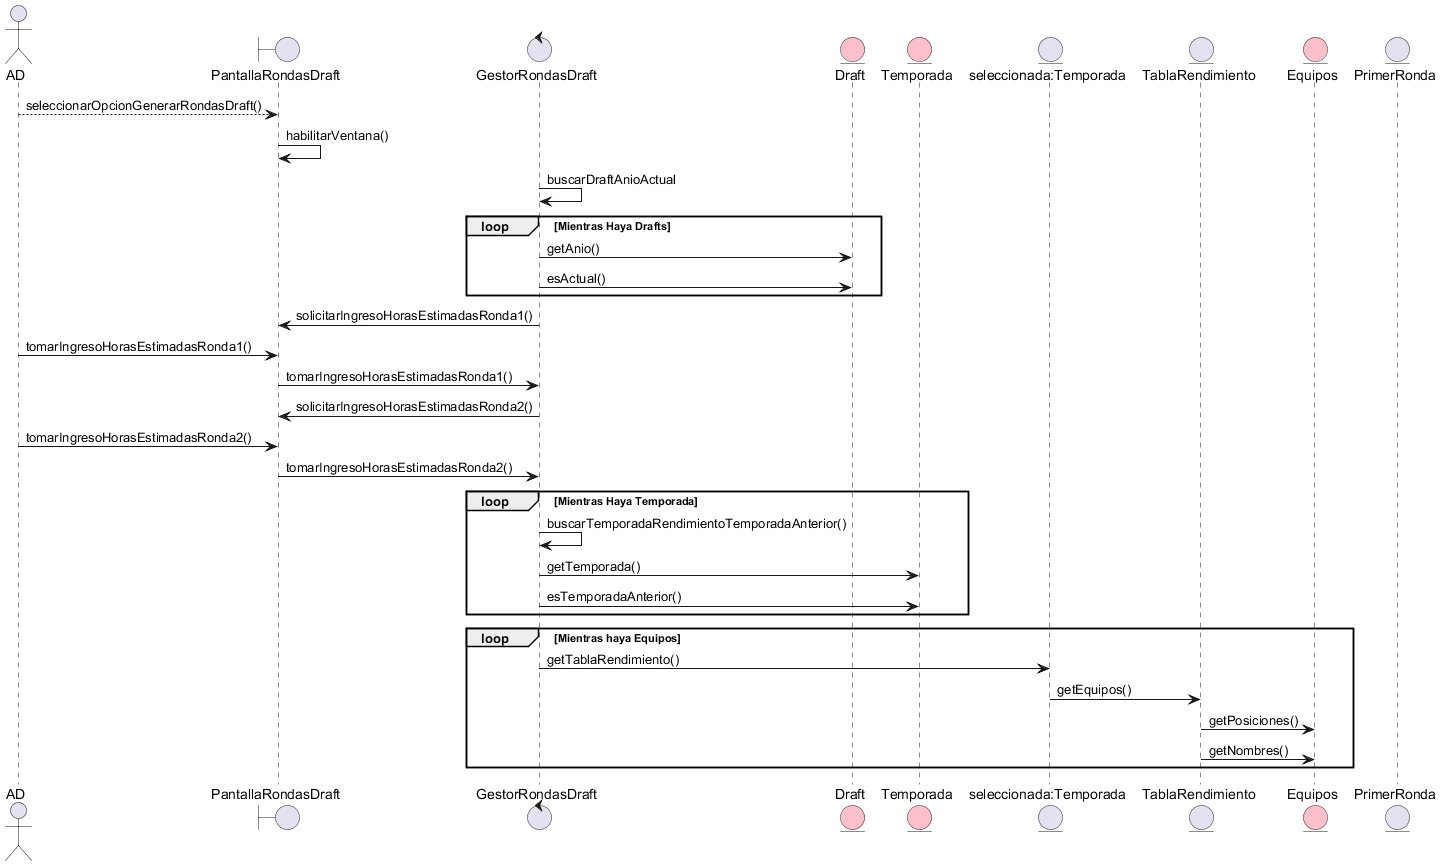 AD
PantallaRondasDraft
GestorRondasDraft
Draft
Temporada
seleccionada:Temporada
TablaRendimiento
Equipos
PrimerRonda
seleccionarOpcionGenerarRondasDraft()
habilitarVentana()
buscarDraftAnioActual
loop [Mientras Haya Drafts]
getAnio()
esActual()
solicitarIngresoHorasEstimadasRonda1()
tomarIngresoHorasEstimadasRonda1()
tomarIngresoHorasEstimadasRonda1()
solicitarIngresoHorasEstimadasRonda2()
tomarIngresoHorasEstimadasRonda2()
tomarIngresoHorasEstimadasRonda2()
loop [Mientras Haya Temporada]
buscarTemporadaRendimientoTemporadaAnterior()
getTemporada()
esTemporadaAnterior()
loop [Mientras haya Equipos]
getTablaRendimiento()
getEquipos()
getPosiciones()
getNombres()
AD
PantallaRondasDraft
GestorRondasDraft
Draft
Temporada
seleccionada:Temporada
TablaRendimiento
Equipos
PrimerRonda